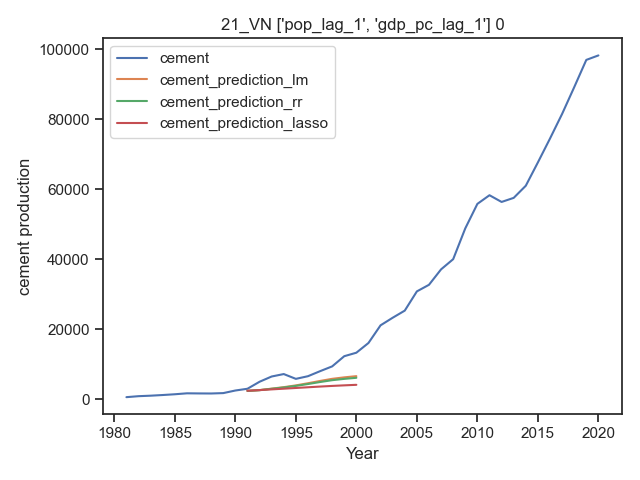 21_VN ['pop_lag_1', 'gdp_pc_lag_1'] 0
cement
cement_prediction_lm
cement_prediction_rr
cement_prediction_lasso
cement production
100000
80000
60000
40000
20000
0
1980 1985 1990 1995 2000 2005 2010 2015 2020
Year